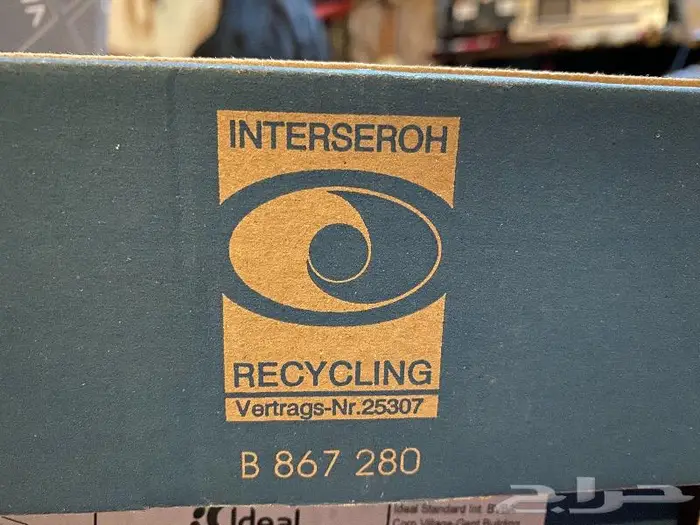 INTERSEROH
RECYCLING
Vertrags-Nr.25307
B 867 280
حراج
Ideal
Ideal Standard Int.